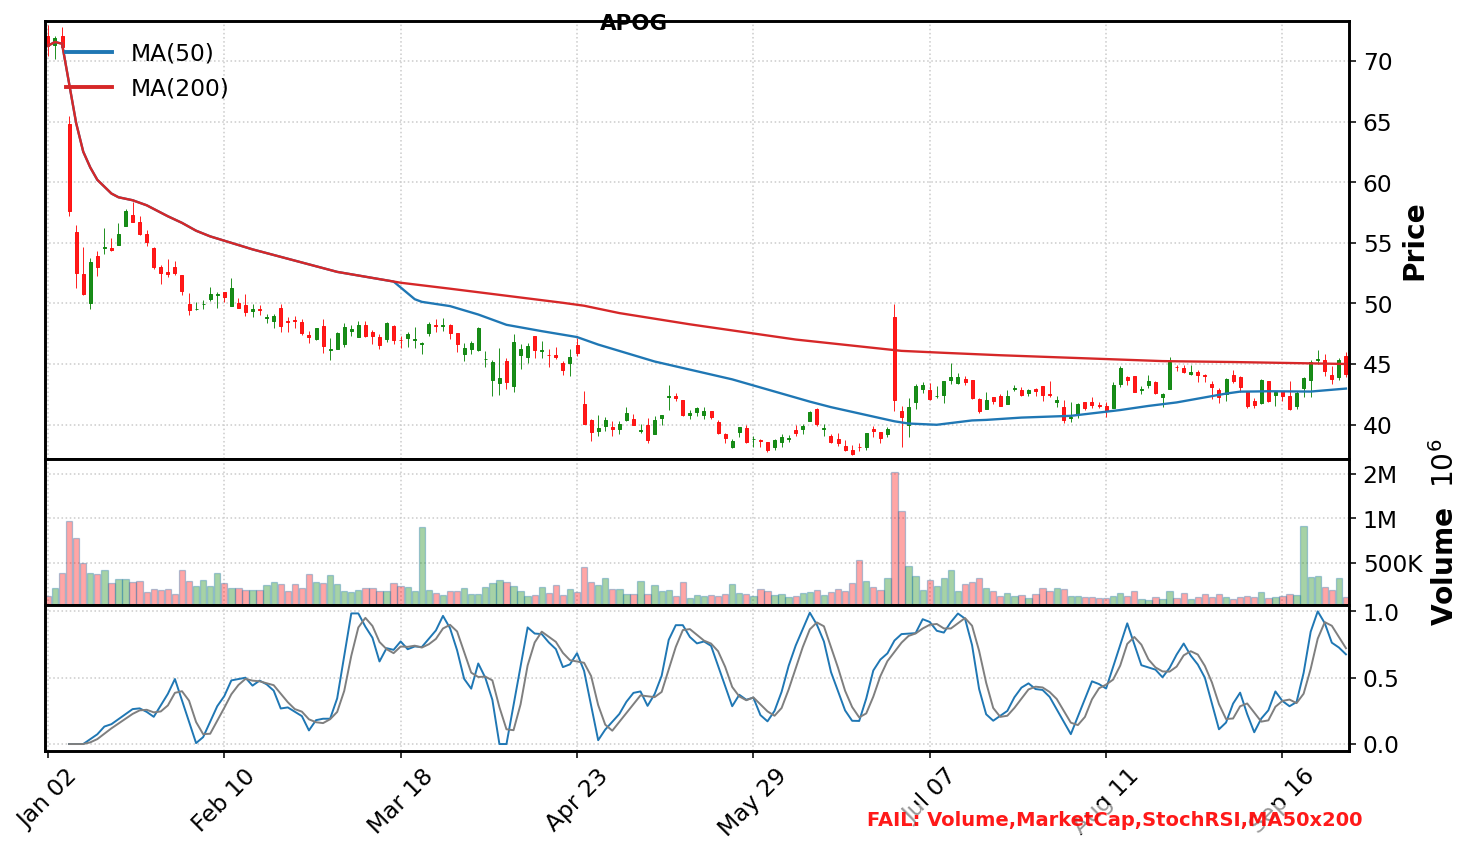 APOG
MA(50)
MA(200)
70
65
60
55
50
45
40
Price
2M
1M
500K
Volume 10^6
1.0
0.5
0.0
Jan 02
Feb 10
Mar 18
Apr 23
May 29
Jul 07
Aug 11
Sep 16
FAIL: Volume,MarketCap,StochRSI,MA50x200